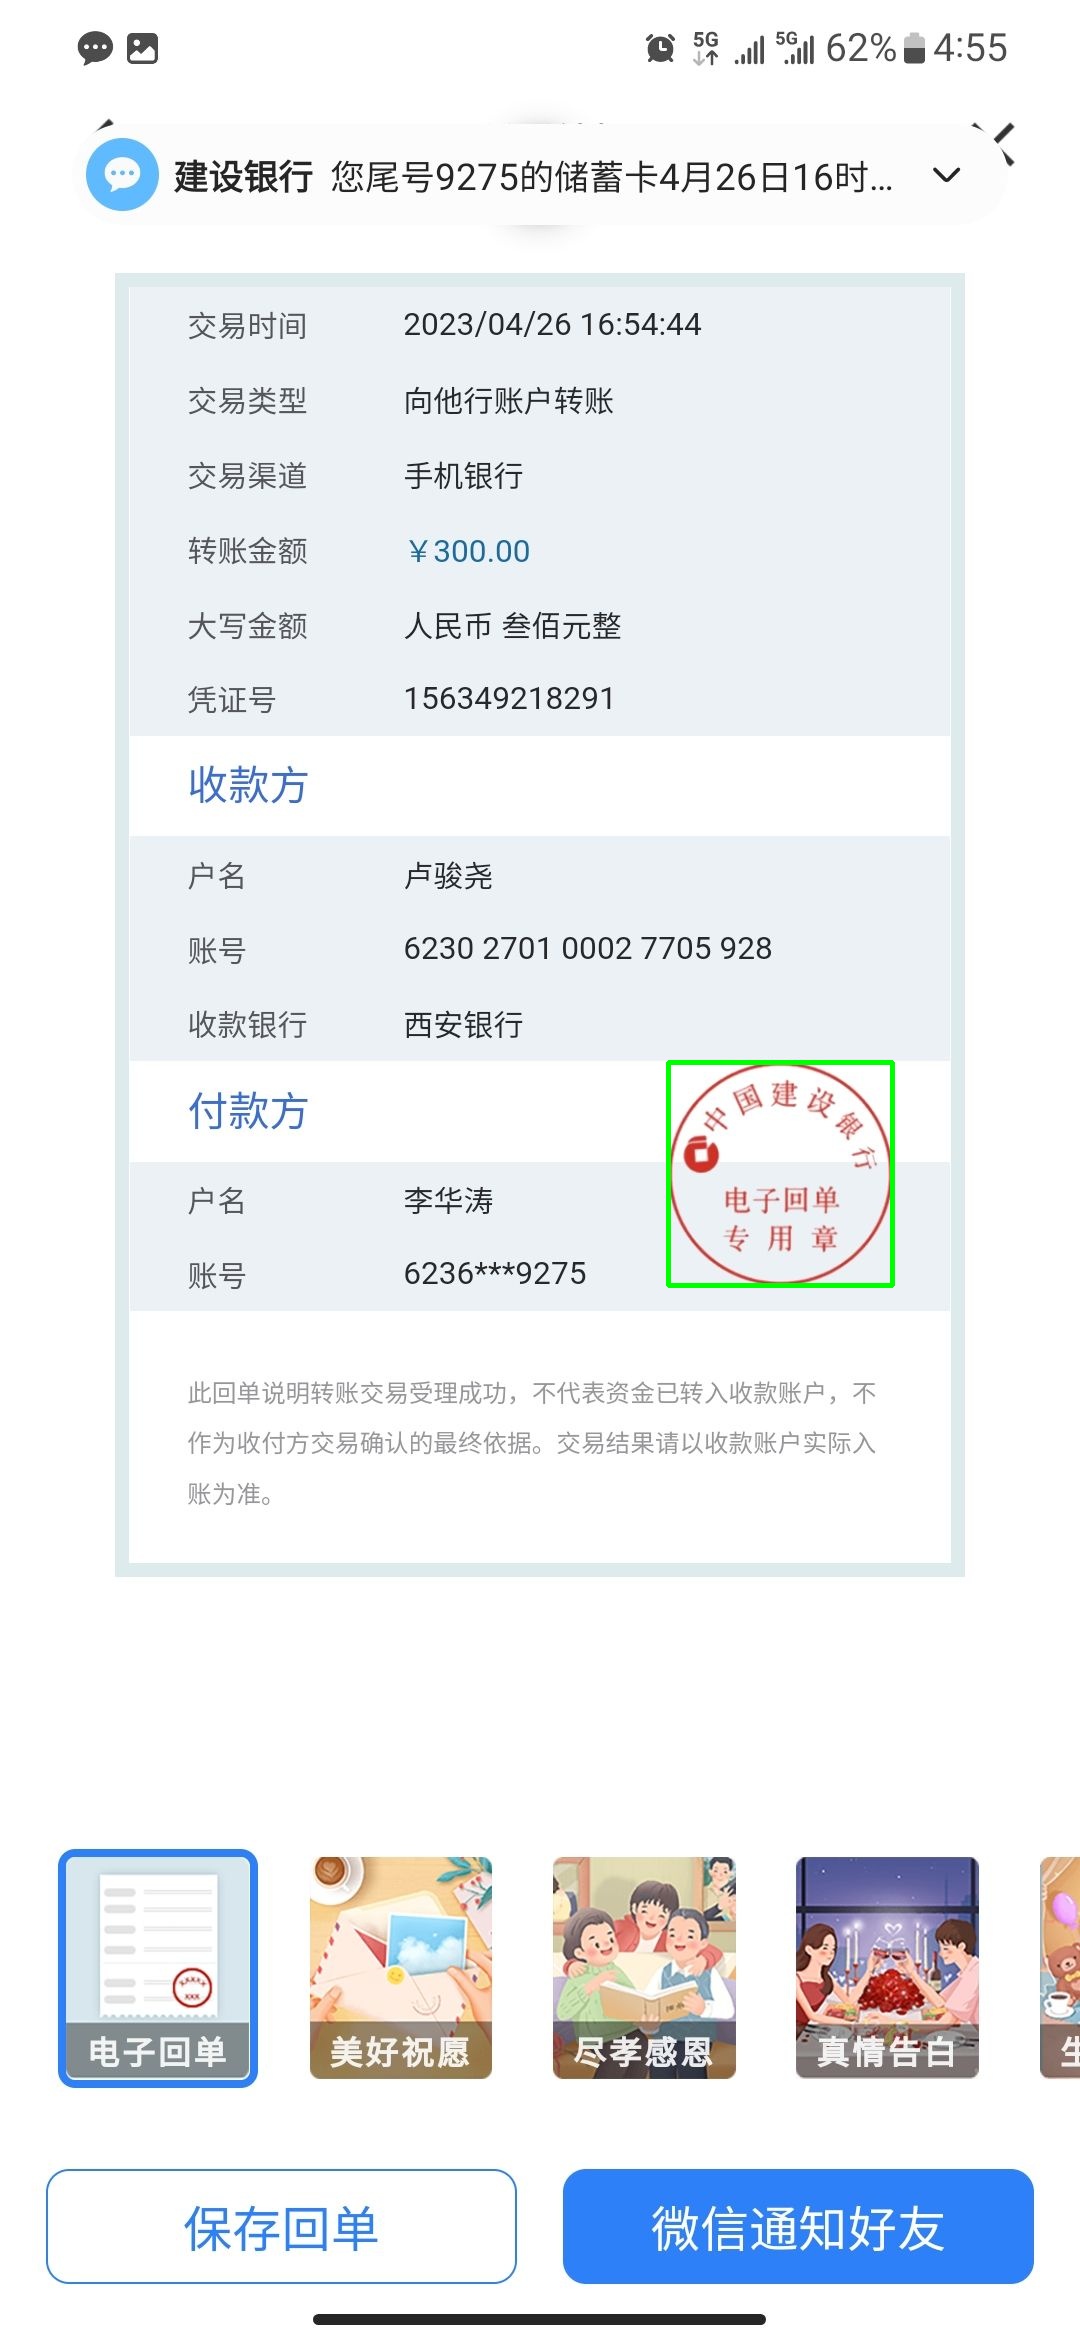 5G 5G 62% 4:55
建设银行 您尾号9275的储蓄卡4月26日16时...
交易时间 2023/04/26 16:54:44
交易类型 向他行账户转账
交易渠道 手机银行
转账金额 ￥300.00
大写金额 人民币 叁佰元整
凭证号 156349218291
收款方
户名 卢骏尧
账号 6230 2701 0002 7705 928
收款银行 西安银行
中国建设银行
电子回单
专用章
付款方
户名 李华涛
账号 6236***9275
此回单说明转账交易受理成功，不代表资金已转入收款账户，不
作为收付方交易确认的最终依据。交易结果请以收款账户实际入
账为准。
电子回单 美好祝愿 尽孝感恩 真情告白 生
保存回单 微信通知好友